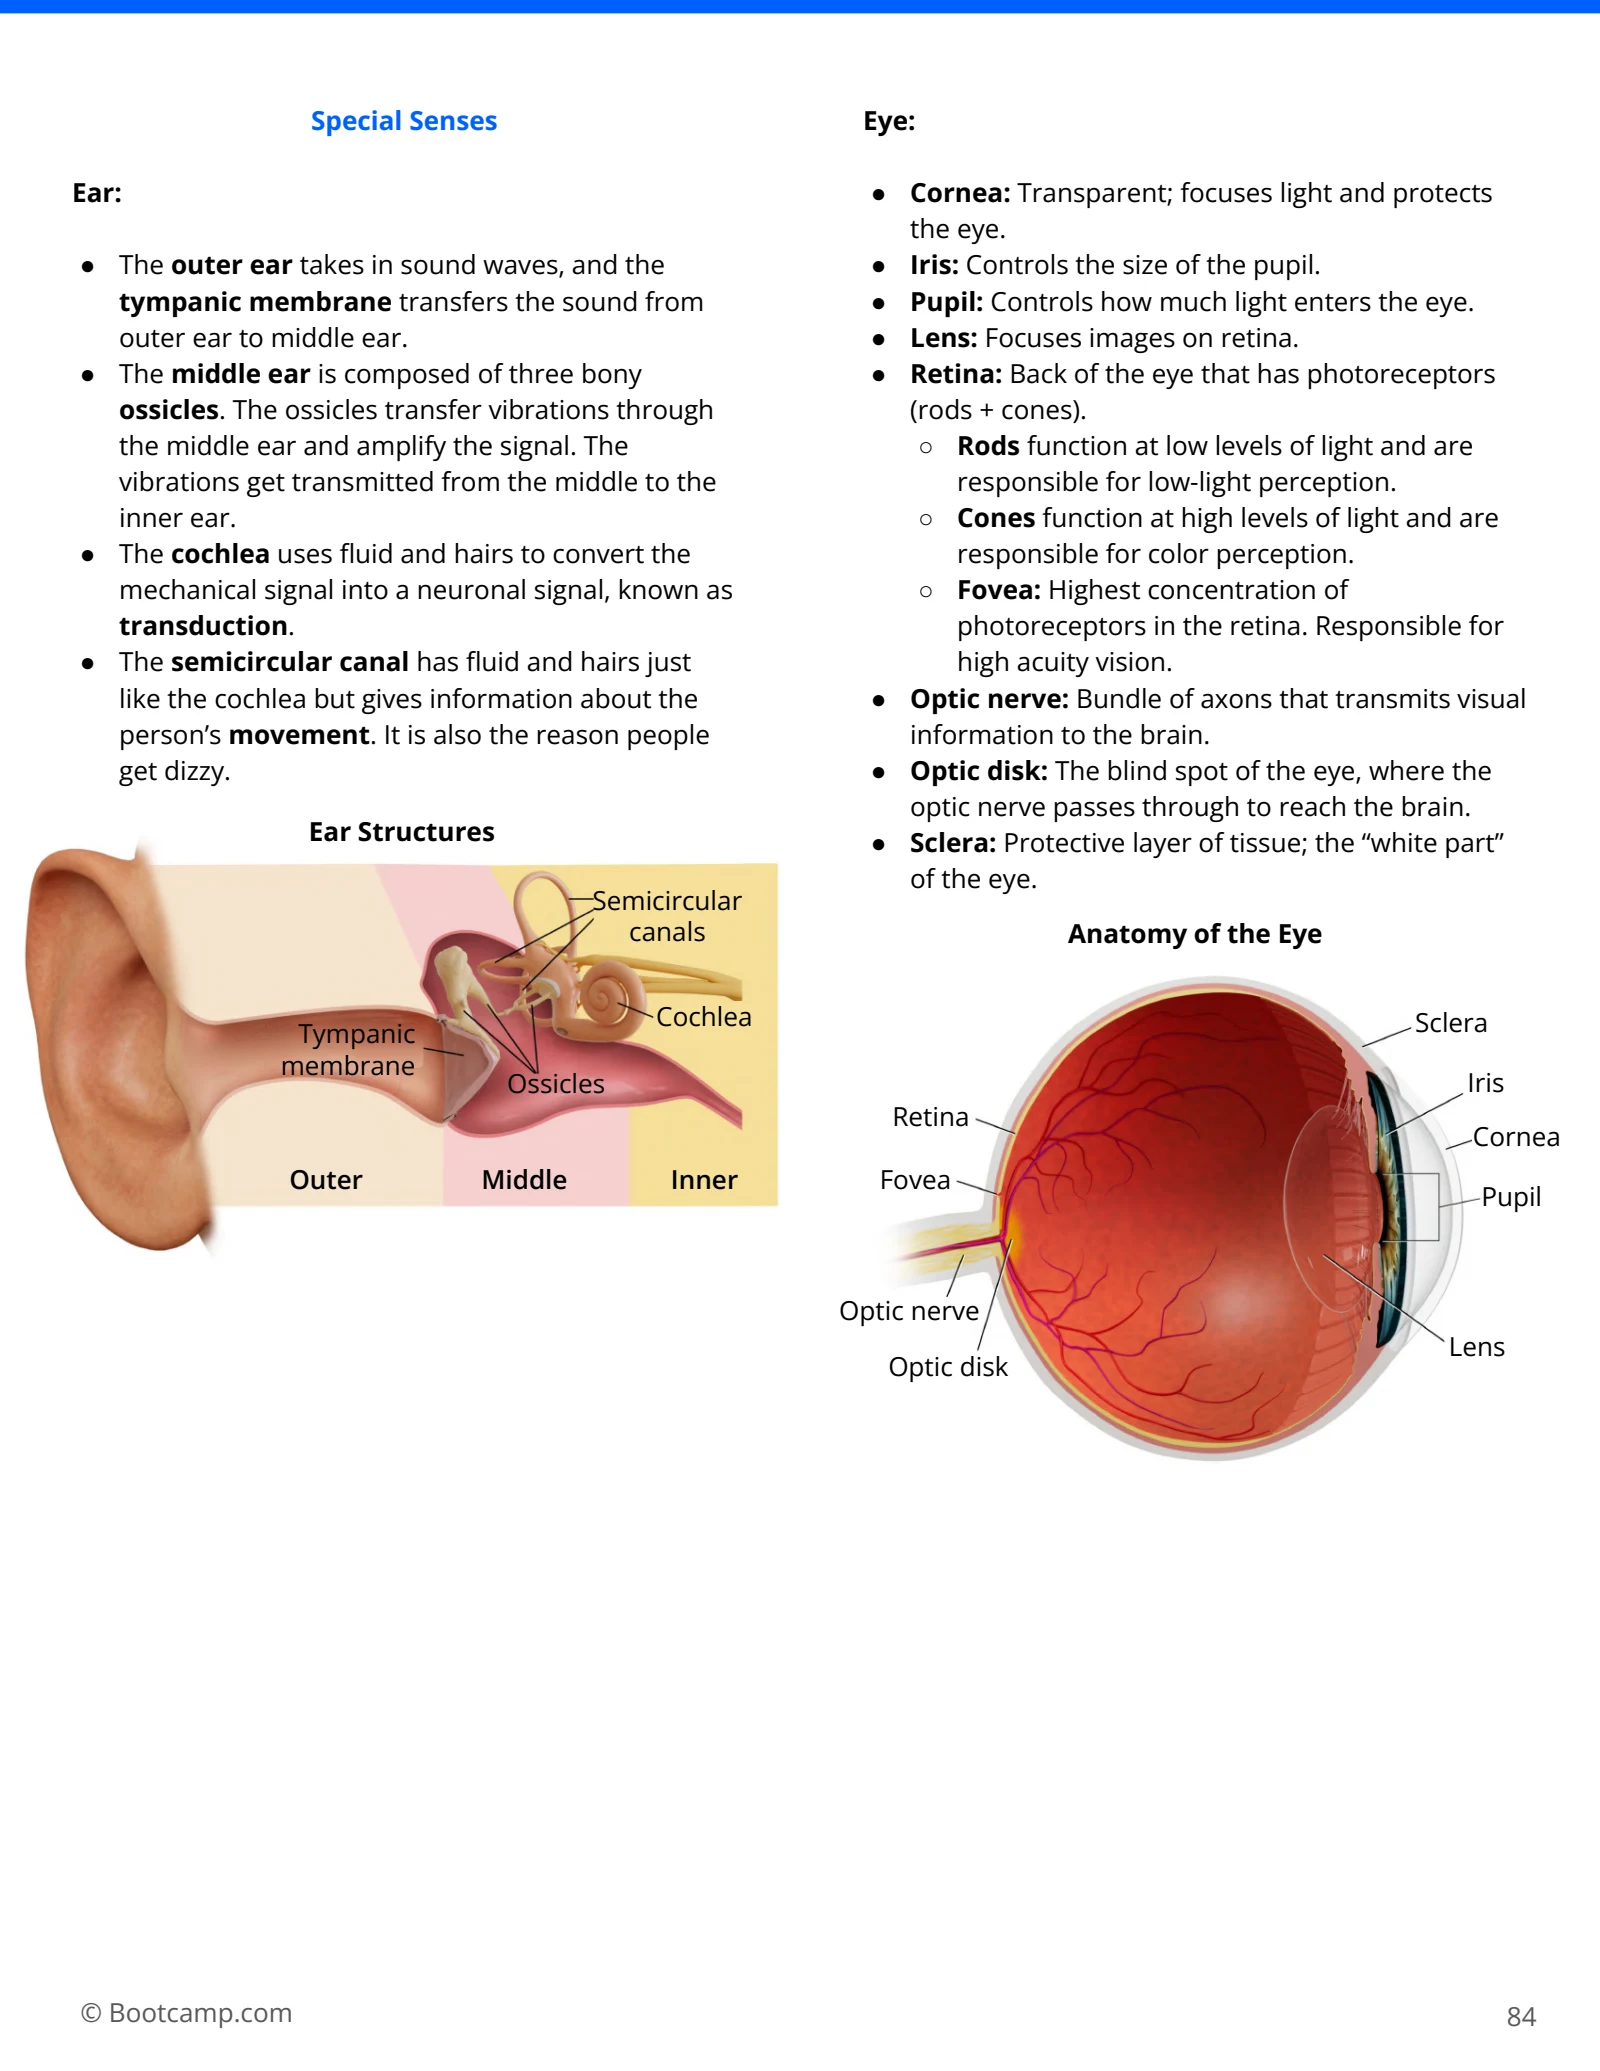 Special Senses
Ear:
● The outer ear takes in sound waves, and the
tympanic membrane transfers the sound from
outer ear to middle ear.
● The middle ear is composed of three bony
ossicles. The ossicles transfer vibrations through
the middle ear and amplify the signal. The
vibrations get transmitted from the middle to the
inner ear.
● The cochlea uses fluid and hairs to convert the
mechanical signal into a neuronal signal, known as
transduction.
● The semicircular canal has fluid and hairs just
like the cochlea but gives information about the
person’s movement. It is also the reason people
get dizzy.
Ear Structures
Semicircular
canals
Cochlea
Tympanic
membrane
Ossicles
Outer
Middle
Inner
Eye:
● Cornea: Transparent; focuses light and protects
the eye.
● Iris: Controls the size of the pupil.
● Pupil: Controls how much light enters the eye.
● Lens: Focuses images on retina.
● Retina: Back of the eye that has photoreceptors
(rods + cones).
○ Rods function at low levels of light and are
responsible for low-light perception.
○ Cones function at high levels of light and are
responsible for color perception.
○ Fovea: Highest concentration of
photoreceptors in the retina. Responsible for
high acuity vision.
● Optic nerve: Bundle of axons that transmits visual
information to the brain.
● Optic disk: The blind spot of the eye, where the
optic nerve passes through to reach the brain.
● Sclera: Protective layer of tissue; the “white part”
of the eye.
Anatomy of the Eye
Sclera
Iris
Retina
Cornea
Fovea
Pupil
Optic nerve
Lens
Optic disk
© Bootcamp.com
84